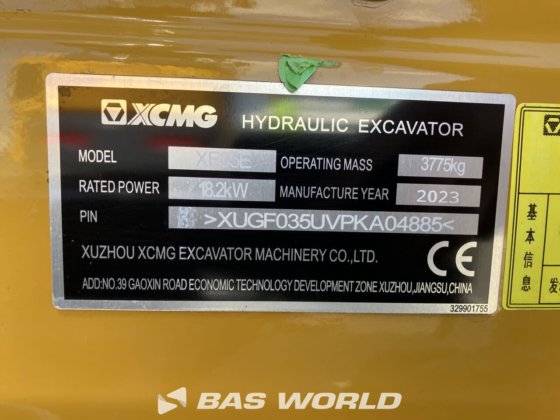 XCMG HYDRAULIC EXCAVATOR
MODEL XE35E OPERATING MASS 3775kg
RATED POWER 18.2kW MANUFACTURE YEAR 2023
PIN >XUGF035UVPKA04885<
XUZHOU XCMG EXCAVATOR MACHINERY CO.,LTD.
CE
ADD:NO.39 GAOXIN ROAD ECONOMIC TECHNOLOGY DEVELOPMENT ZONE XUZHOU,JIANGSU,CHINA
329901755
基本信息
BAS WORLD